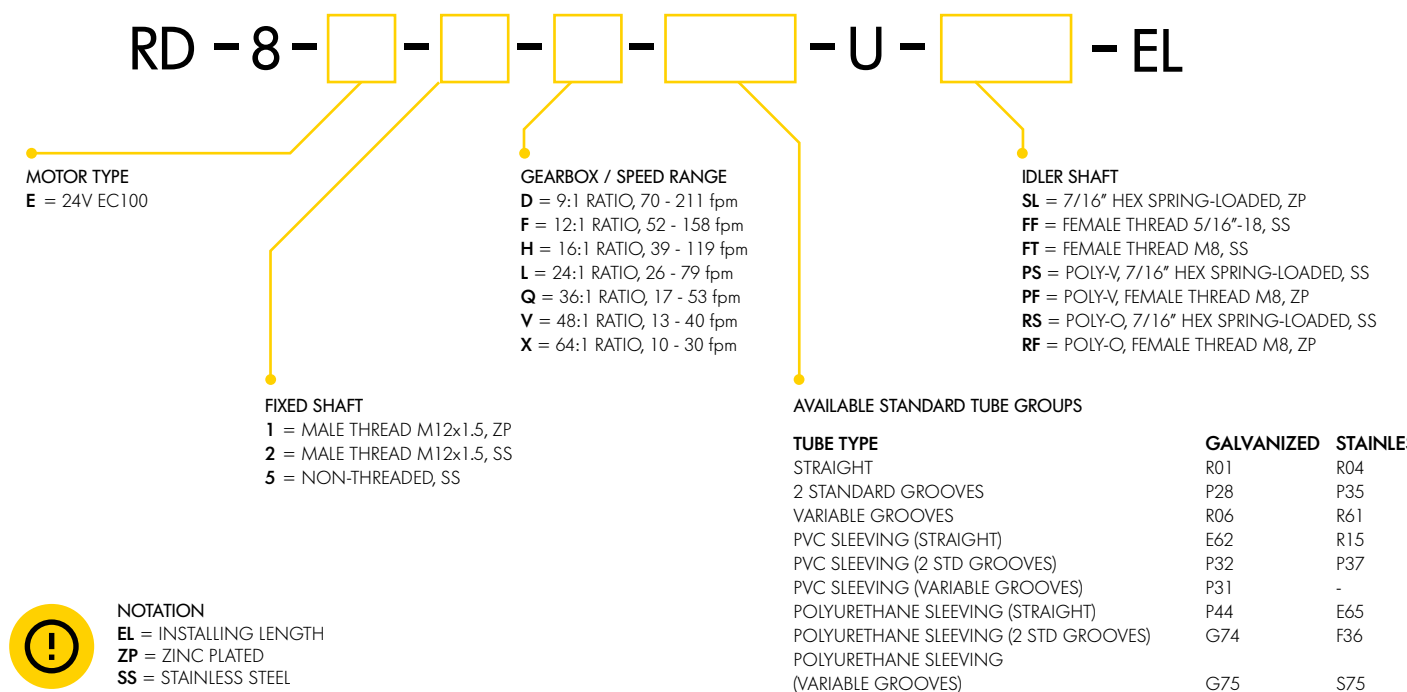 RD - 8 - - - - - U - - EL
MOTOR TYPE
E = 24V EC100
GEARBOX / SPEED RANGE
D = 9:1 RATIO, 70 - 211 fpm
F = 12:1 RATIO, 52 - 158 fpm
H = 16:1 RATIO, 39 - 119 fpm
L = 24:1 RATIO, 26 - 79 fpm
Q = 36:1 RATIO, 17 - 53 fpm
V = 48:1 RATIO, 13 - 40 fpm
X = 64:1 RATIO, 10 - 30 fpm
IDLER SHAFT
SL = 7/16" HEX SPRING-LOADED, ZP
FF = FEMALE THREAD 5/16"-18, SS
FT = FEMALE THREAD M8, SS
PS = POLY-V, 7/16" HEX SPRING-LOADED, SS
PF = POLY-V, FEMALE THREAD M8, ZP
RS = POLY-O, 7/16" HEX SPRING-LOADED, SS
RF = POLY-O, FEMALE THREAD M8, ZP
FIXED SHAFT
1 = MALE THREAD M12x1.5, ZP
2 = MALE THREAD M12x1.5, SS
5 = NON-THREADED, SS
AVAILABLE STANDARD TUBE GROUPS
TUBE TYPE GALVANIZED STAINLES
STRAIGHT R01 R04
2 STANDARD GROOVES P28 P35
VARIABLE GROOVES R06 R61
PVC SLEEVING (STRAIGHT) E62 R15
PVC SLEEVING (2 STD GROOVES) P32 P37
PVC SLEEVING (VARIABLE GROOVES) P31 -
POLYURETHANE SLEEVING (STRAIGHT) P44 E65
POLYURETHANE SLEEVING (2 STD GROOVES) G74 F36
POLYURETHANE SLEEVING
(VARIABLE GROOVES) G75 S75
NOTATION
EL = INSTALLING LENGTH
ZP = ZINC PLATED
SS = STAINLESS STEEL